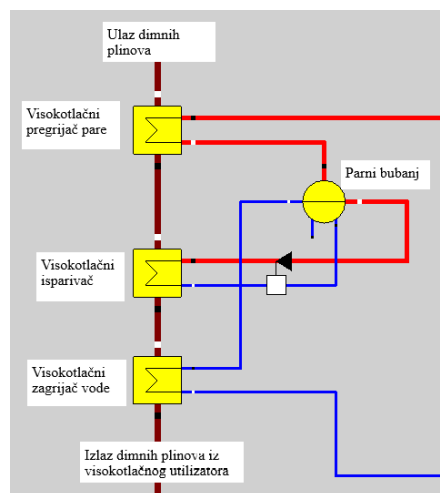 Ulaz dimnih
plinova
Visokotlačni
pregrijač pare
Parni bubanj
Visokotlačni
isparivač
Visokotlačni
zagrijač vode
Izlaz dimnih plinova iz
visokotlačnog utilizatora